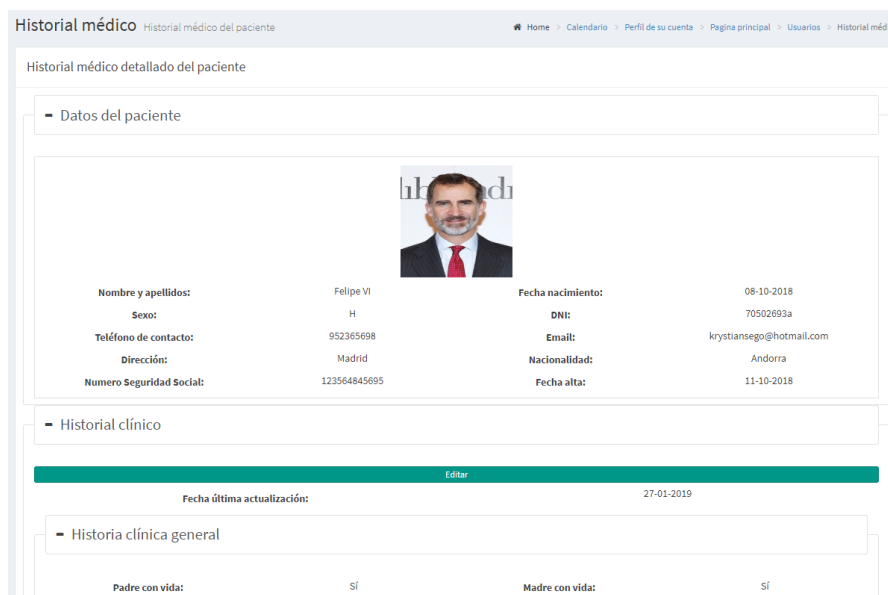 Historial médico Historial médico del paciente
Home > Calendario > Perfil de su cuenta > Pagina principal > Usuarios > Historial méd
Historial médico detallado del paciente
- Datos del paciente
Nombre y apellidos: Felipe VI Fecha nacimiento: 08-10-2018
Sexo: H DNI: 70502693a
Teléfono de contacto: 952365698 Email: krystiansego@hotmail.com
Dirección: Madrid Nacionalidad: Andorra
Numero Seguridad Social: 123564845695 Fecha alta: 11-10-2018
- Historial clínico
Editar
Fecha última actualización: 27-01-2019
- Historia clínica general
Padre con vida: Sí Madre con vida: Sí